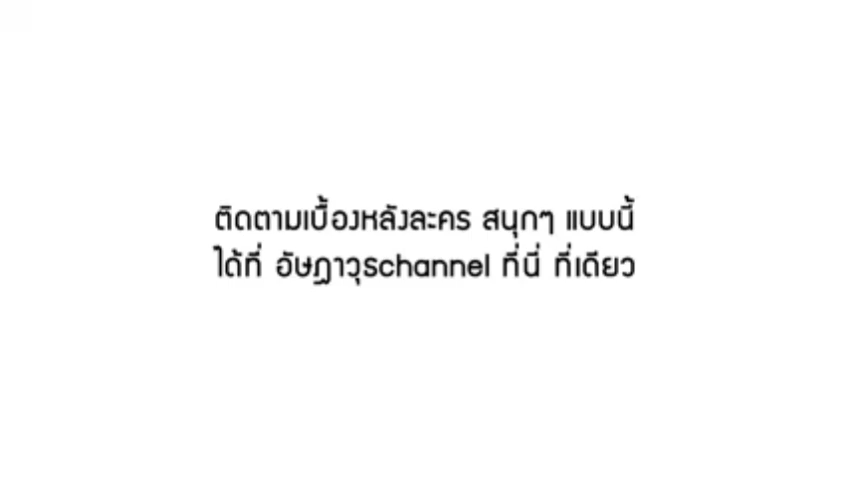 ติดตามเบื้องหลังละคร สนุกๆ แบบนี้
ได้ที่ อัษฎาวุธchannel ที่นี่ ที่เดียว